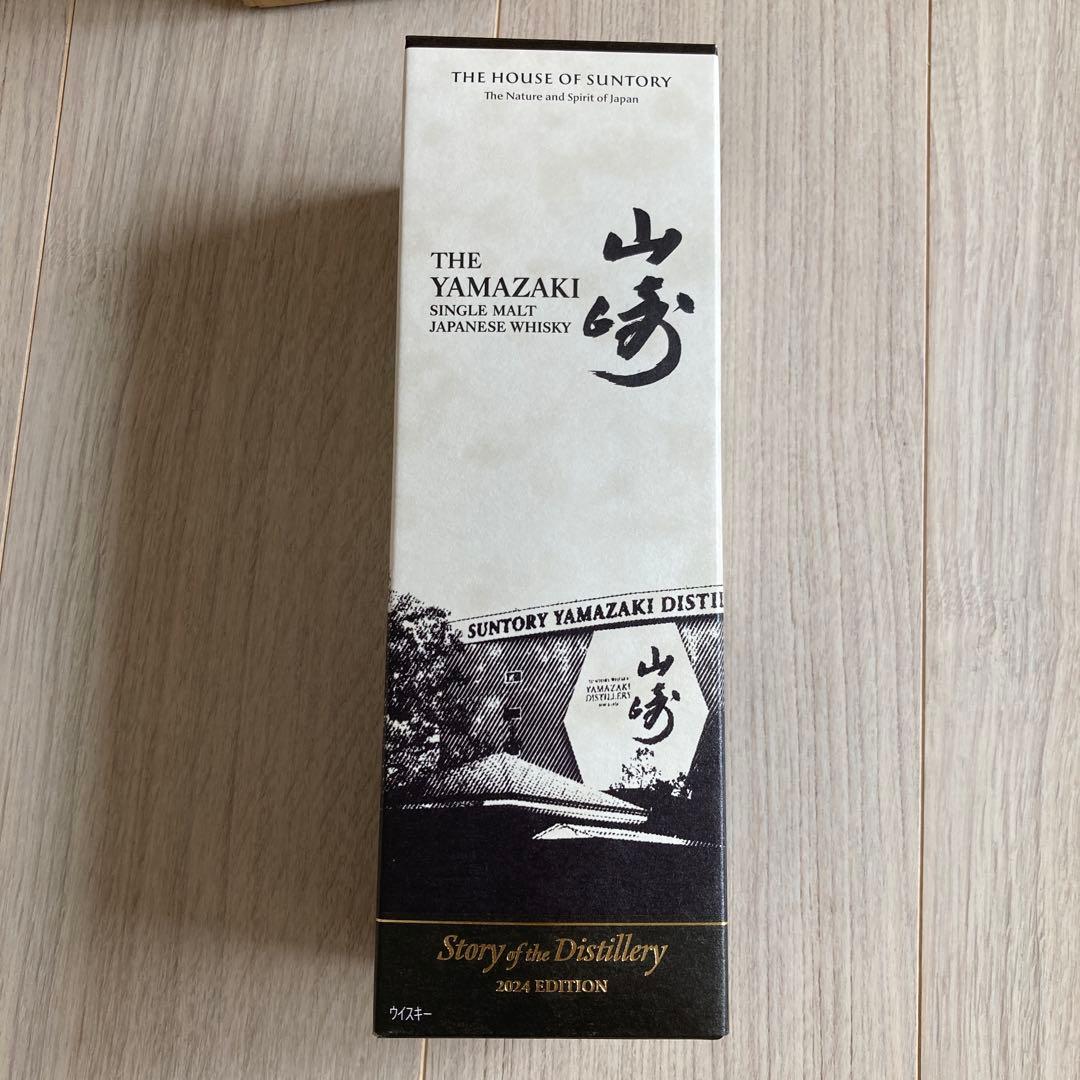 THE HOUSE OF SUNTORY
The Nature and Spirit of Japan
山崎
THE
YAMAZAKI
SINGLE MALT
JAPANESE WHISKY
SUNTORY YAMAZAKI DISTIL
山崎
YAMAZAKI
DISTILLERY
Story of the Distillery
2024 EDITION
ウイスキー